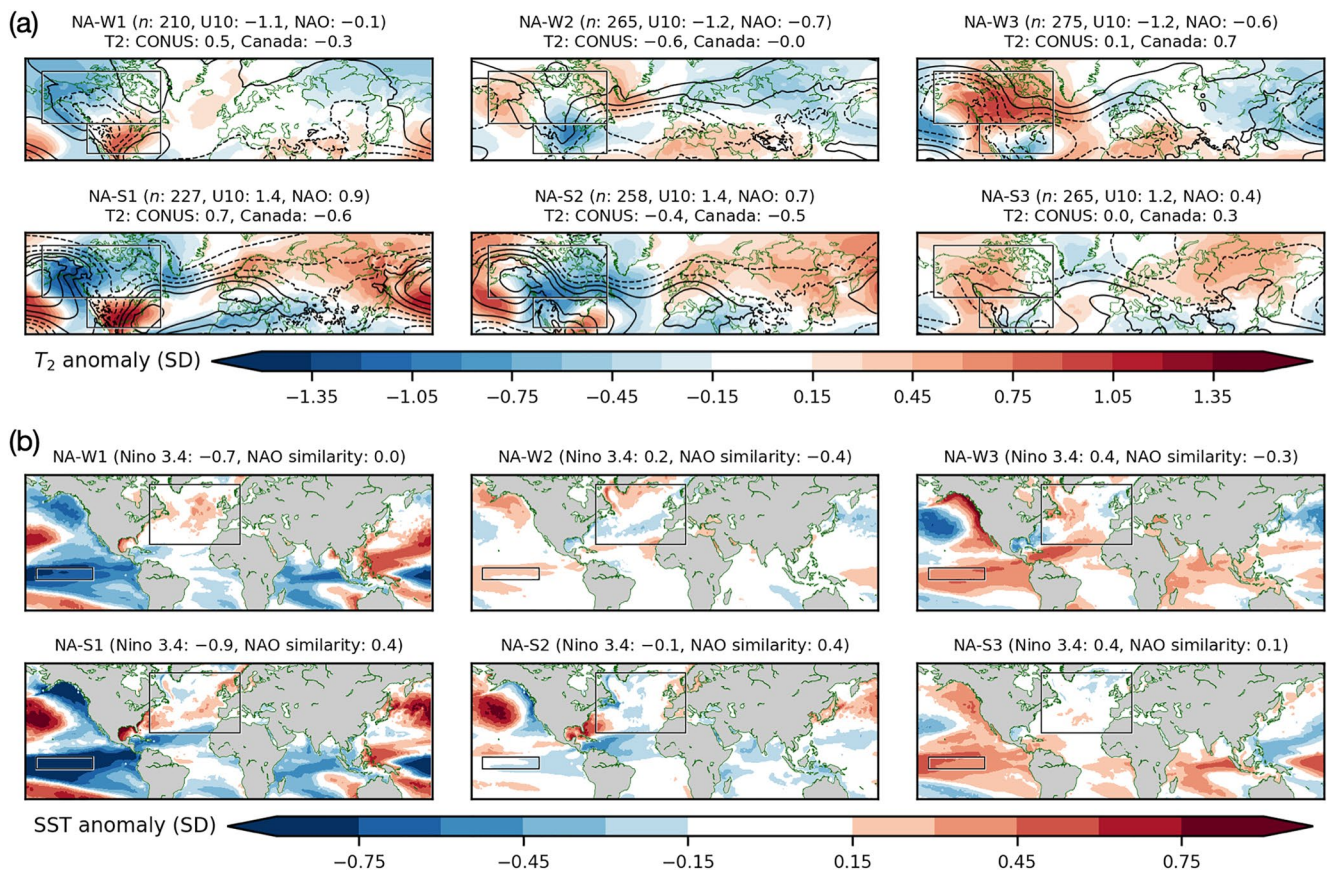 (a)
NA-W1 (n: 210, U10: −1.1, NAO: −0.1)
T2: CONUS: 0.5, Canada: −0.3
NA-W2 (n: 265, U10: −1.2, NAO: −0.7)
T2: CONUS: −0.6, Canada: −0.0
NA-W3 (n: 275, U10: −1.2, NAO: −0.6)
T2: CONUS: 0.1, Canada: 0.7
NA-S1 (n: 227, U10: 1.4, NAO: 0.9)
T2: CONUS: 0.7, Canada: −0.6
NA-S2 (n: 258, U10: 1.4, NAO: 0.7)
T2: CONUS: −0.4, Canada: −0.5
NA-S3 (n: 265, U10: 1.2, NAO: 0.4)
T2: CONUS: 0.0, Canada: 0.3
T₂ anomaly (SD)
−1.35 −1.05 −0.75 −0.45 −0.15 0.15 0.45 0.75 1.05 1.35
(b)
NA-W1 (Nino 3.4: −0.7, NAO similarity: 0.0)
NA-W2 (Nino 3.4: 0.2, NAO similarity: −0.4)
NA-W3 (Nino 3.4: 0.4, NAO similarity: −0.3)
NA-S1 (Nino 3.4: −0.9, NAO similarity: 0.4)
NA-S2 (Nino 3.4: −0.1, NAO similarity: 0.4)
NA-S3 (Nino 3.4: 0.4, NAO similarity: 0.1)
SST anomaly (SD)
−0.75 −0.45 −0.15 0.15 0.45 0.75